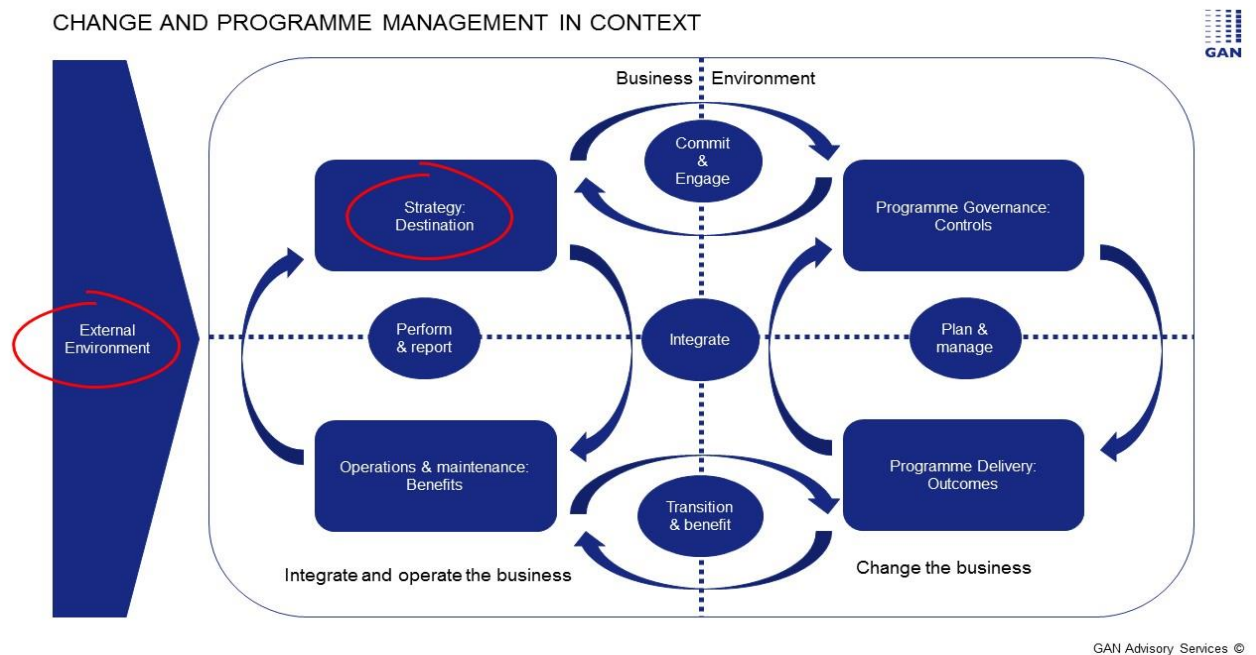 CHANGE AND PROGRAMME MANAGEMENT IN CONTEXT
GAN
Business Environment
Commit
&
Engage
Strategy:
Destination
Programme Governance:
Controls
External
Environment
Perform
& report
Integrate
Plan &
manage
Operations & maintenance:
Benefits
Programme Delivery:
Outcomes
Transition
& benefit
Integrate and operate the business
Change the business
GAN Advisory Services ©